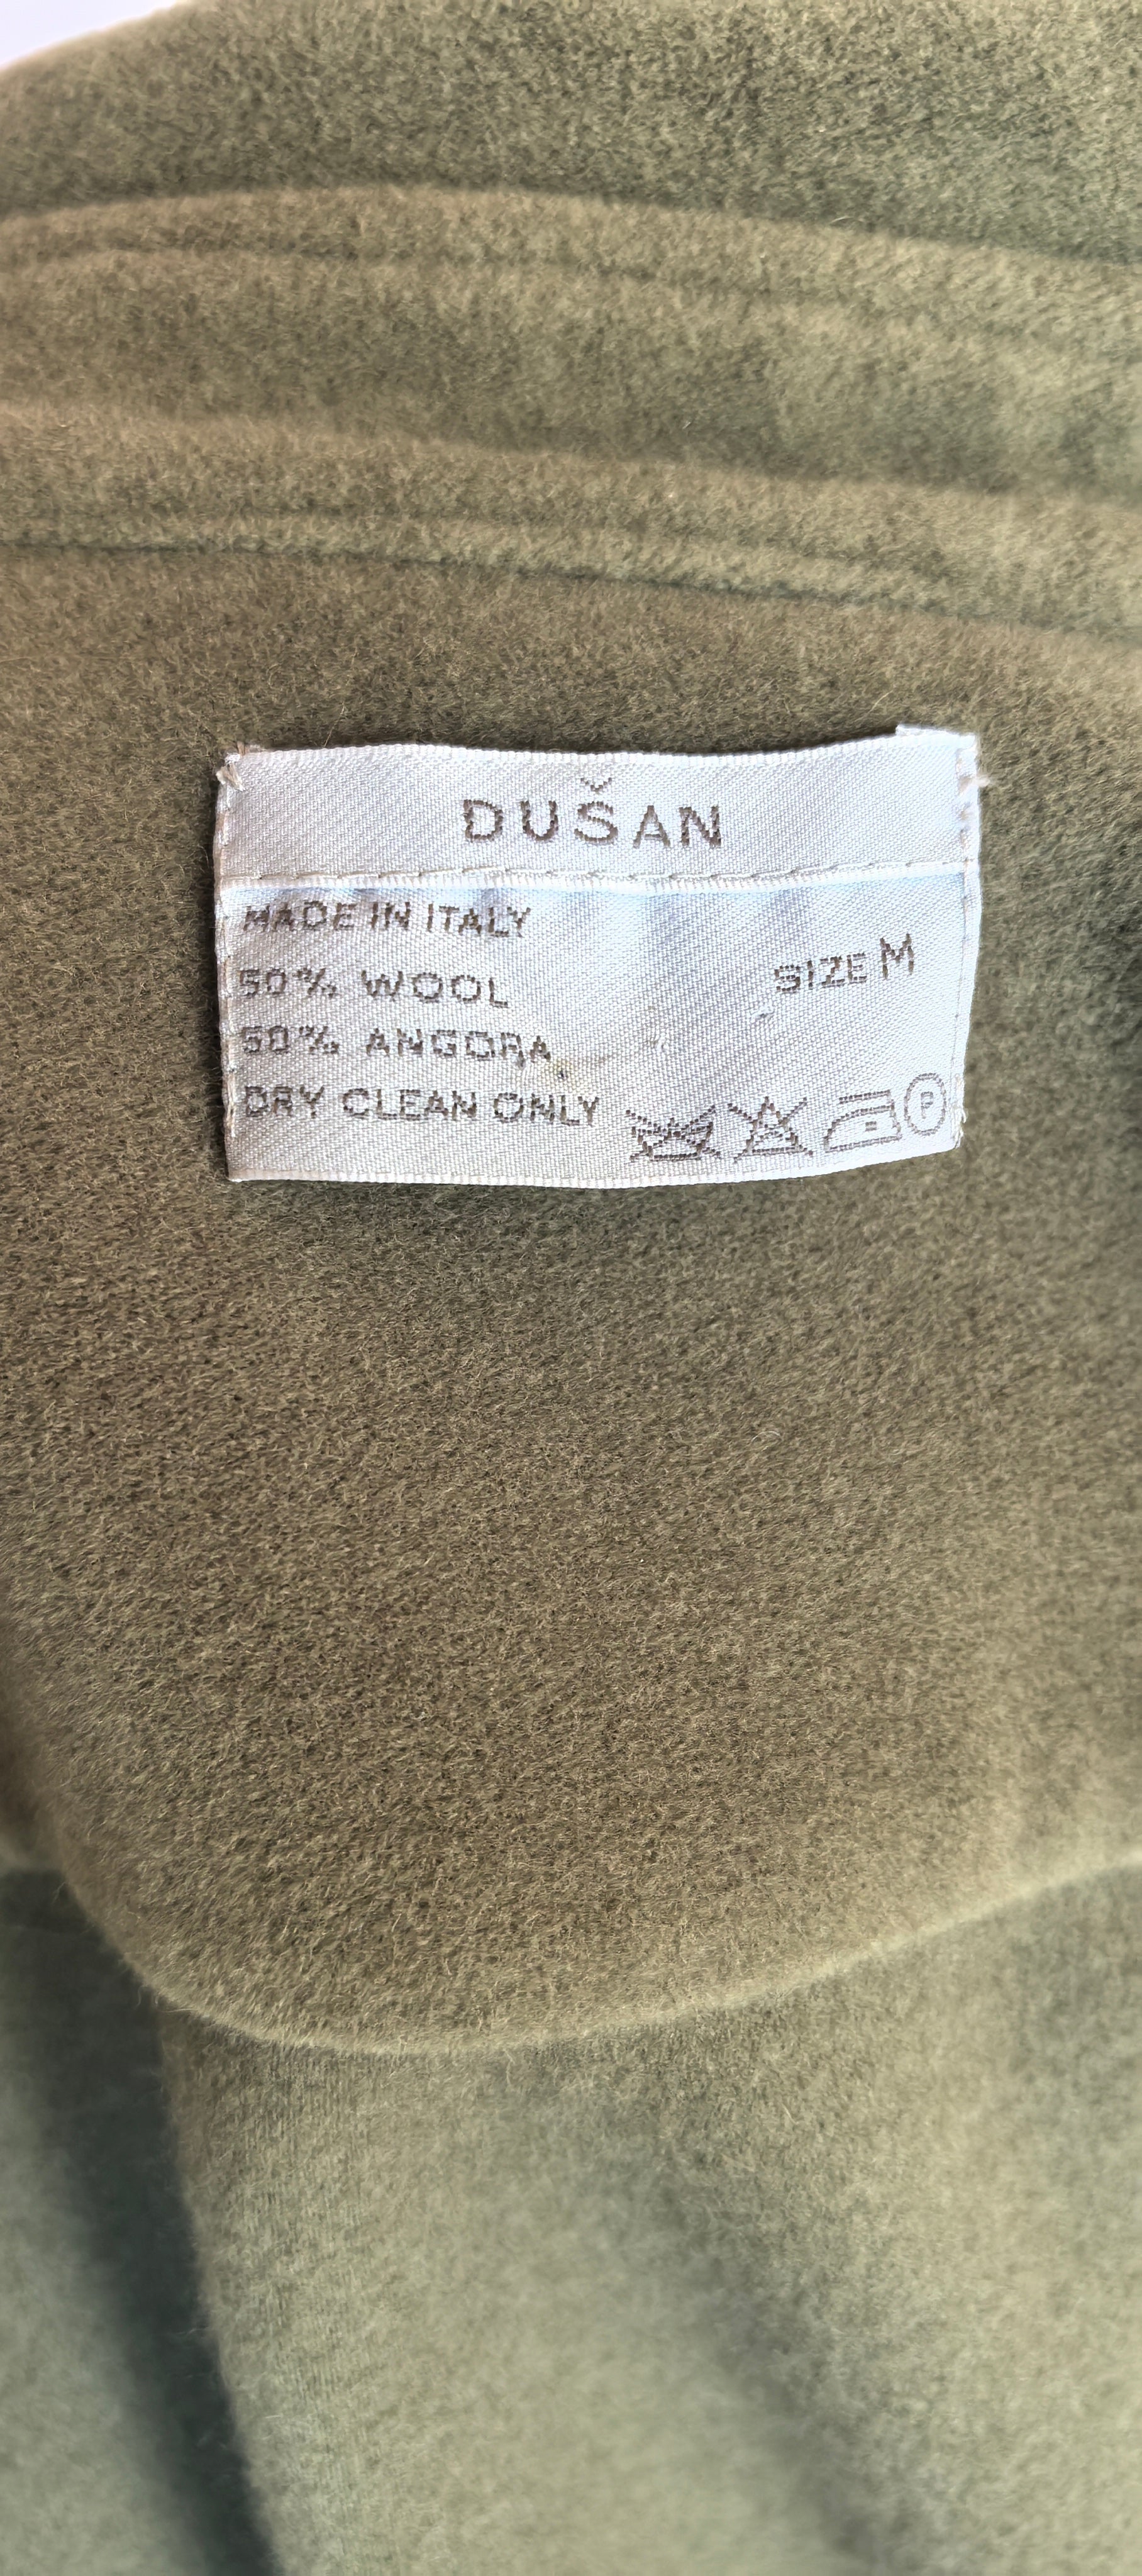 DUŠAN
MADE IN ITALY
50% WOOL
SIZE M
50% ANGORA
DRY CLEAN ONLY
P